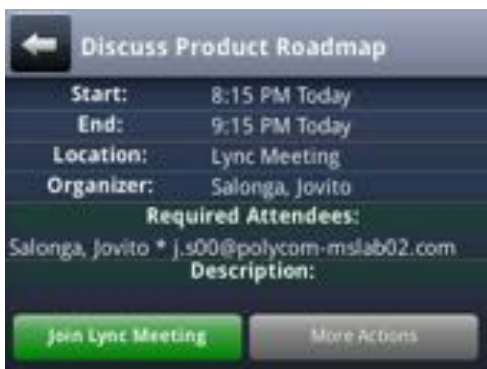 Discuss Product Roadmap
Start: 8:15 PM Today
End: 9:15 PM Today
Location: Lync Meeting
Organizer: Salonga, Jovito
Required Attendees:
Salonga, Jovito * j.s00@polycom-mslab02.com
Description:
Join Lync Meeting More Actions